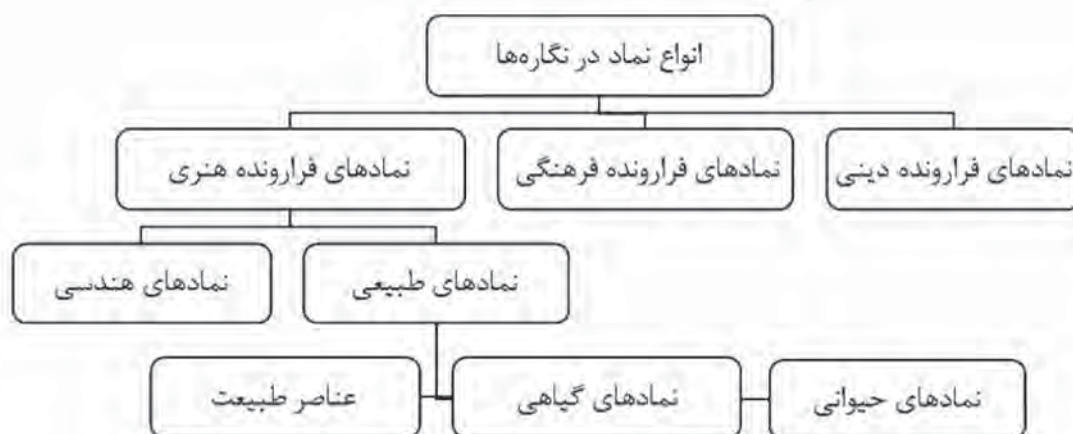 انواع نماد در نگاره‌ها
نمادهای فرارونده دینی
نمادهای فرارونده فرهنگی
نمادهای فرارونده هنری
نمادهای طبیعی
نمادهای هندسی
نمادهای حیوانی
نمادهای گیاهی
عناصر طبیعت